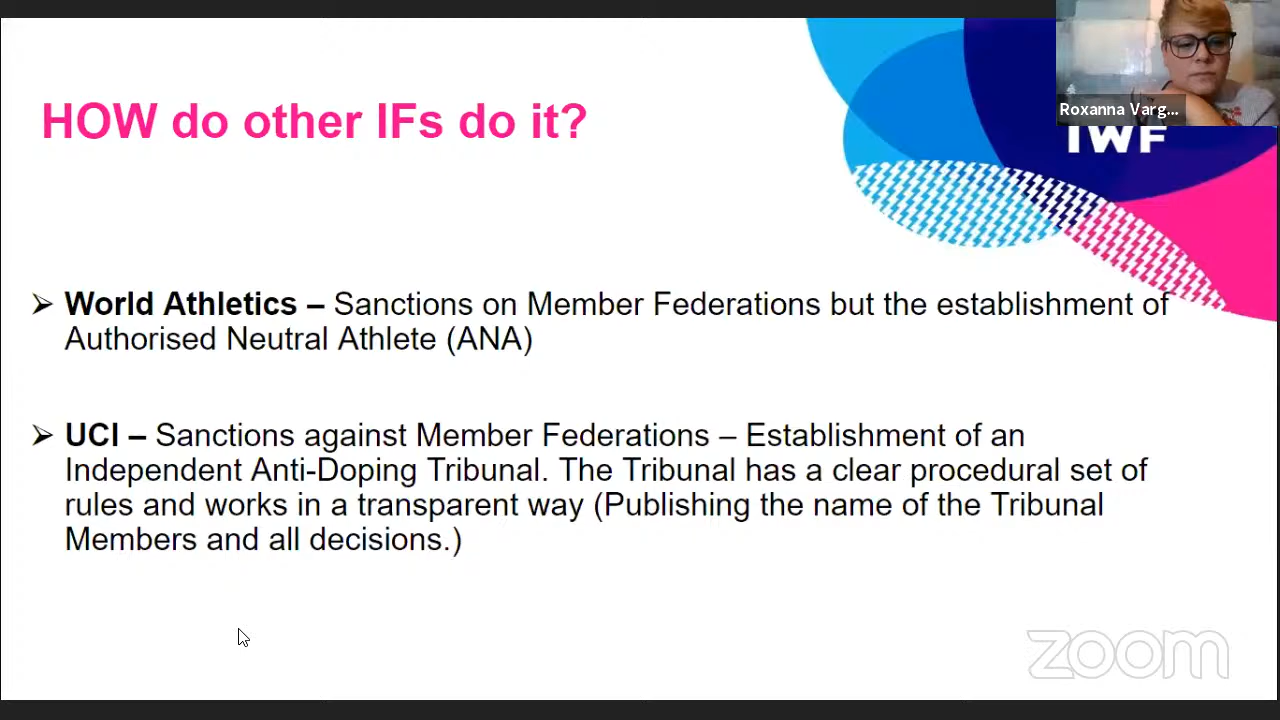 Roxanna Varg...
IWF
HOW do other IFs do it?
➢ World Athletics – Sanctions on Member Federations but the establishment of
Authorised Neutral Athlete (ANA)
➢ UCI – Sanctions against Member Federations – Establishment of an
Independent Anti-Doping Tribunal. The Tribunal has a clear procedural set of
rules and works in a transparent way (Publishing the name of the Tribunal
Members and all decisions.)
zoom